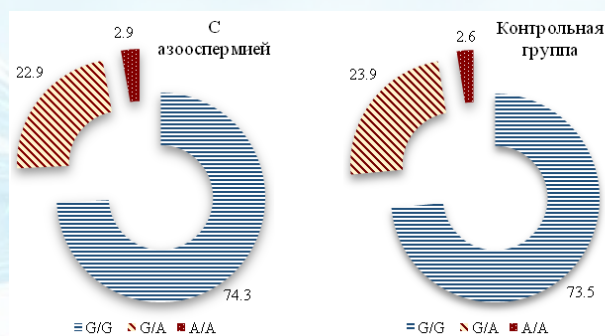 С
азооспермией
2.9
22.9
74.3
G/G G/A A/A
Контрольная
группа
2.6
23.9
73.5
G/G G/A A/A